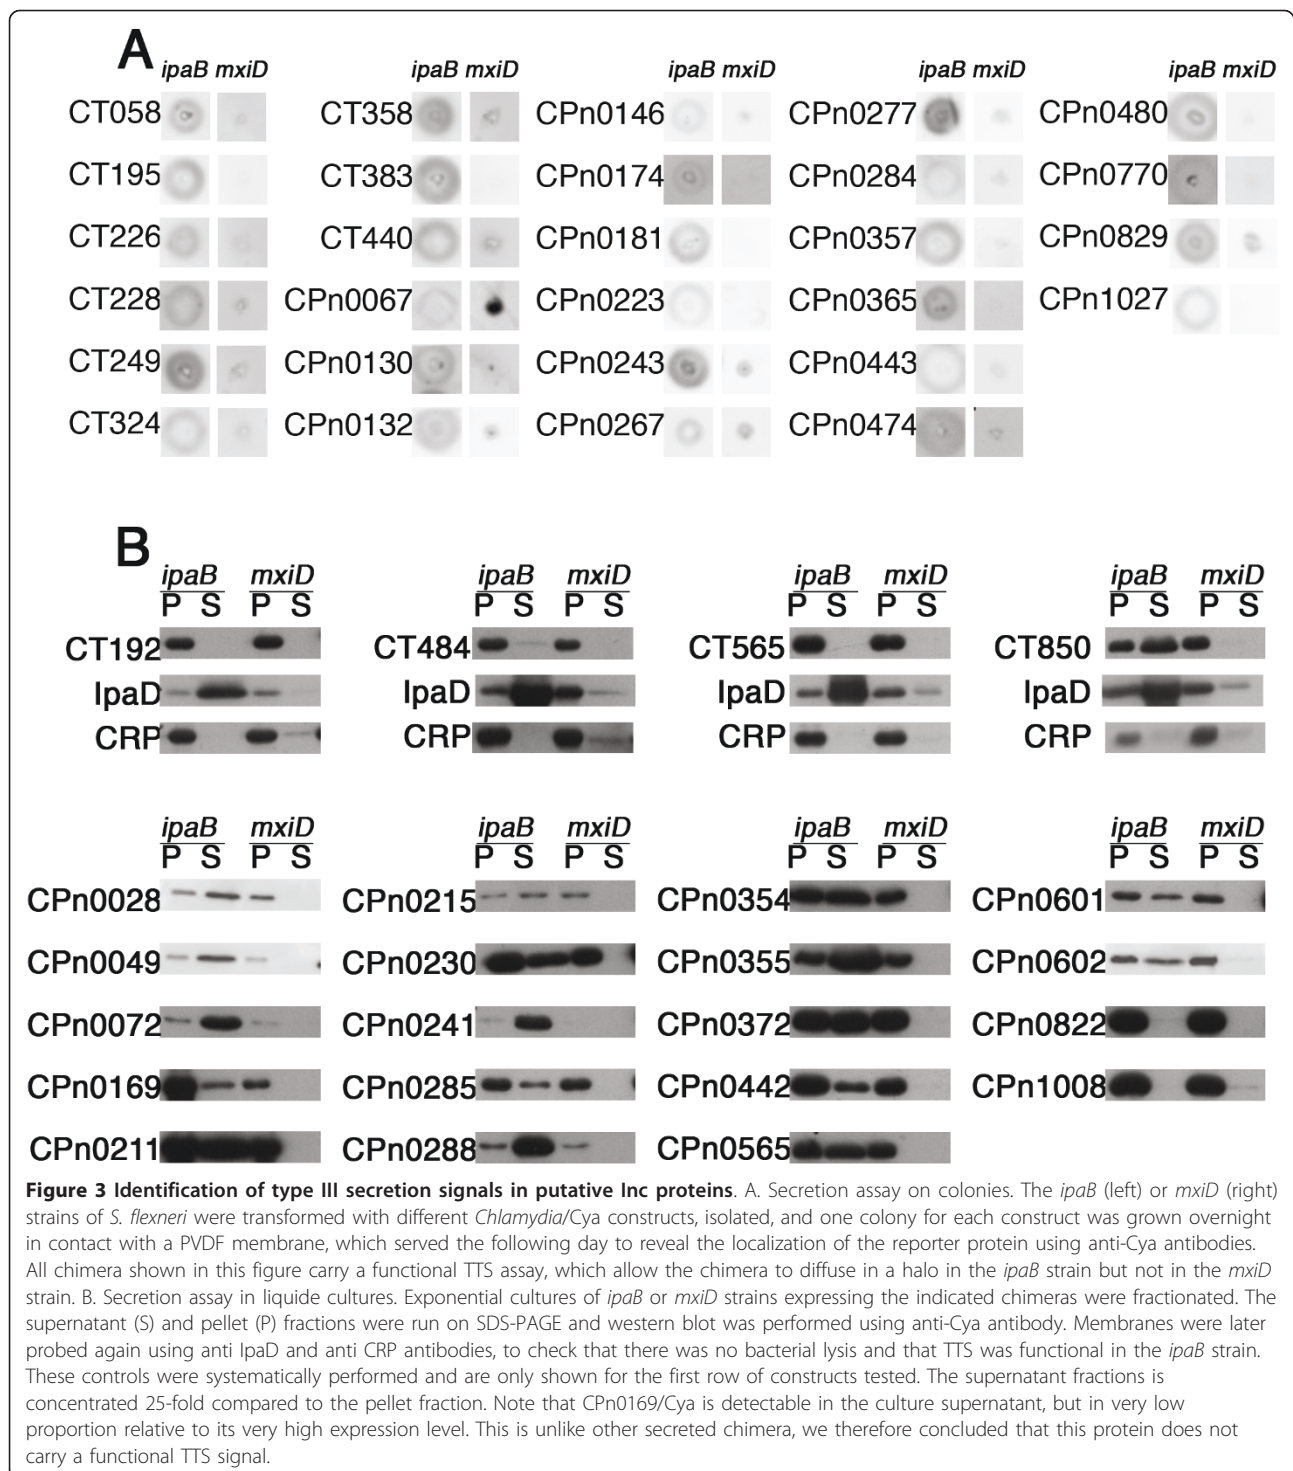 A
ipaB mxiD ipaB mxiD ipaB mxiD ipaB mxiD ipaB mxiD
CT058 CT358 CPn0146 CPn0277 CPn0480
CT195 CT383 CPn0174 CPn0284 CPn0770
CT226 CT440 CPn0181 CPn0357 CPn0829
CT228 CPn0067 CPn0223 CPn0365 CPn1027
CT249 CPn0130 CPn0243 CPn0443
CT324 CPn0132 CPn0267 CPn0474
B
ipaB mxiD ipaB mxiD ipaB mxiD ipaB mxiD
P S P S P S P S P S P S P S P S
CT192 CT484 CT565 CT850
IpaD IpaD IpaD IpaD
CRP CRP CRP CRP
ipaB mxiD ipaB mxiD ipaB mxiD ipaB mxiD
P S P S P S P S P S P S P S P S
CPn0028 CPn0215 CPn0354 CPn0601
CPn0049 CPn0230 CPn0355 CPn0602
CPn0072 CPn0241 CPn0372 CPn0822
CPn0169 CPn0285 CPn0442 CPn1008
CPn0211 CPn0288 CPn0565
Figure 3 Identification of type III secretion signals in putative Inc proteins. A. Secretion assay on colonies. The ipaB (left) or mxiD (right)
strains of S. flexneri were transformed with different Chlamydia/Cya constructs, isolated, and one colony for each construct was grown overnight
in contact with a PVDF membrane, which served the following day to reveal the localization of the reporter protein using anti-Cya antibodies.
All chimera shown in this figure carry a functional TTS assay, which allow the chimera to diffuse in a halo in the ipaB strain but not in the mxiD
strain. B. Secretion assay in liquide cultures. Exponential cultures of ipaB or mxiD strains expressing the indicated chimeras were fractionated. The
supernatant (S) and pellet (P) fractions were run on SDS-PAGE and western blot was performed using anti-Cya antibody. Membranes were later
probed again using anti IpaD and anti CRP antibodies, to check that there was no bacterial lysis and that TTS was functional in the ipaB strain.
These controls were systematically performed and are only shown for the first row of constructs tested. The supernatant fractions is
concentrated 25-fold compared to the pellet fraction. Note that CPn0169/Cya is detectable in the culture supernatant, but in very low
proportion relative to its very high expression level. This is unlike other secreted chimera, we therefore concluded that this protein does not
carry a functional TTS signal.